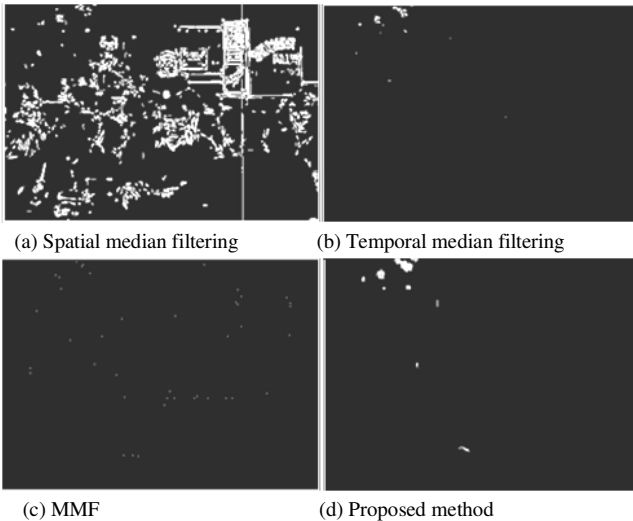 (a) Spatial median filtering
(b) Temporal median filtering
(c) MMF
(d) Proposed method